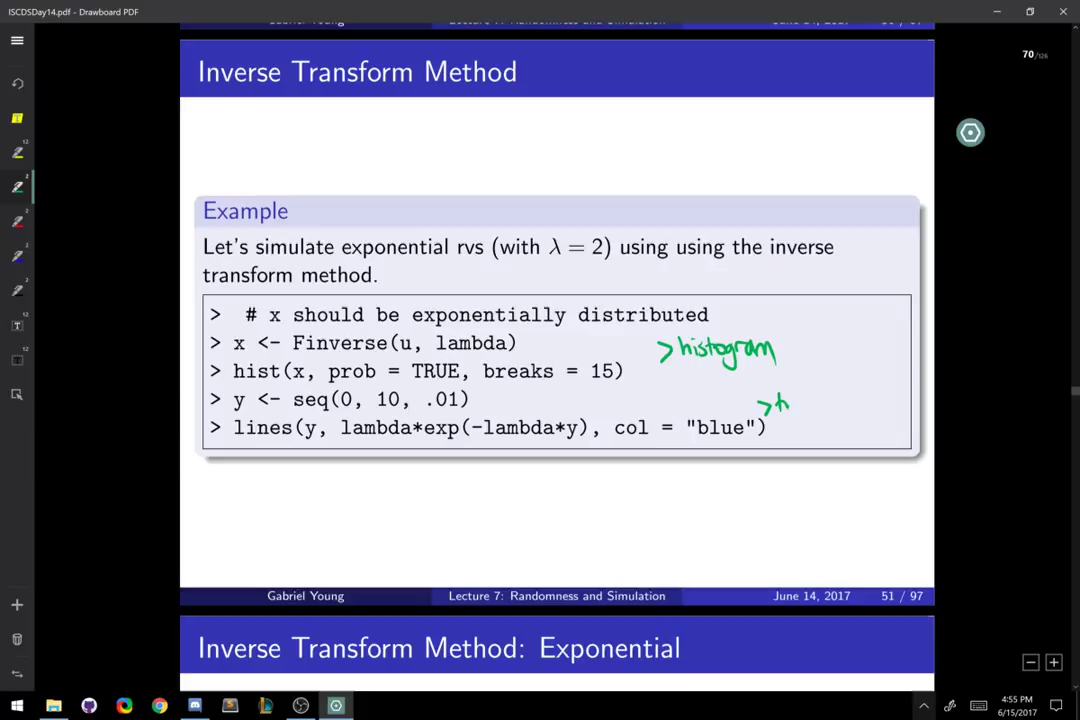 ISCDSDay14.pdf - Drawboard PDF
70/126
Inverse Transform Method
Example
Let's simulate exponential rvs (with λ = 2) using using the inverse
transform method.
> # x should be exponentially distributed
> x <- Finverse(u, lambda)
> histogram
> hist(x, prob = TRUE, breaks = 15)
> y <- seq(0, 10, .01)
> lines(y, lambda*exp(-lambda*y), col = "blue")
Gabriel Young Lecture 7: Randomness and Simulation June 14, 2017 51 / 97
Inverse Transform Method: Exponential
4:55 PM
6/15/2017